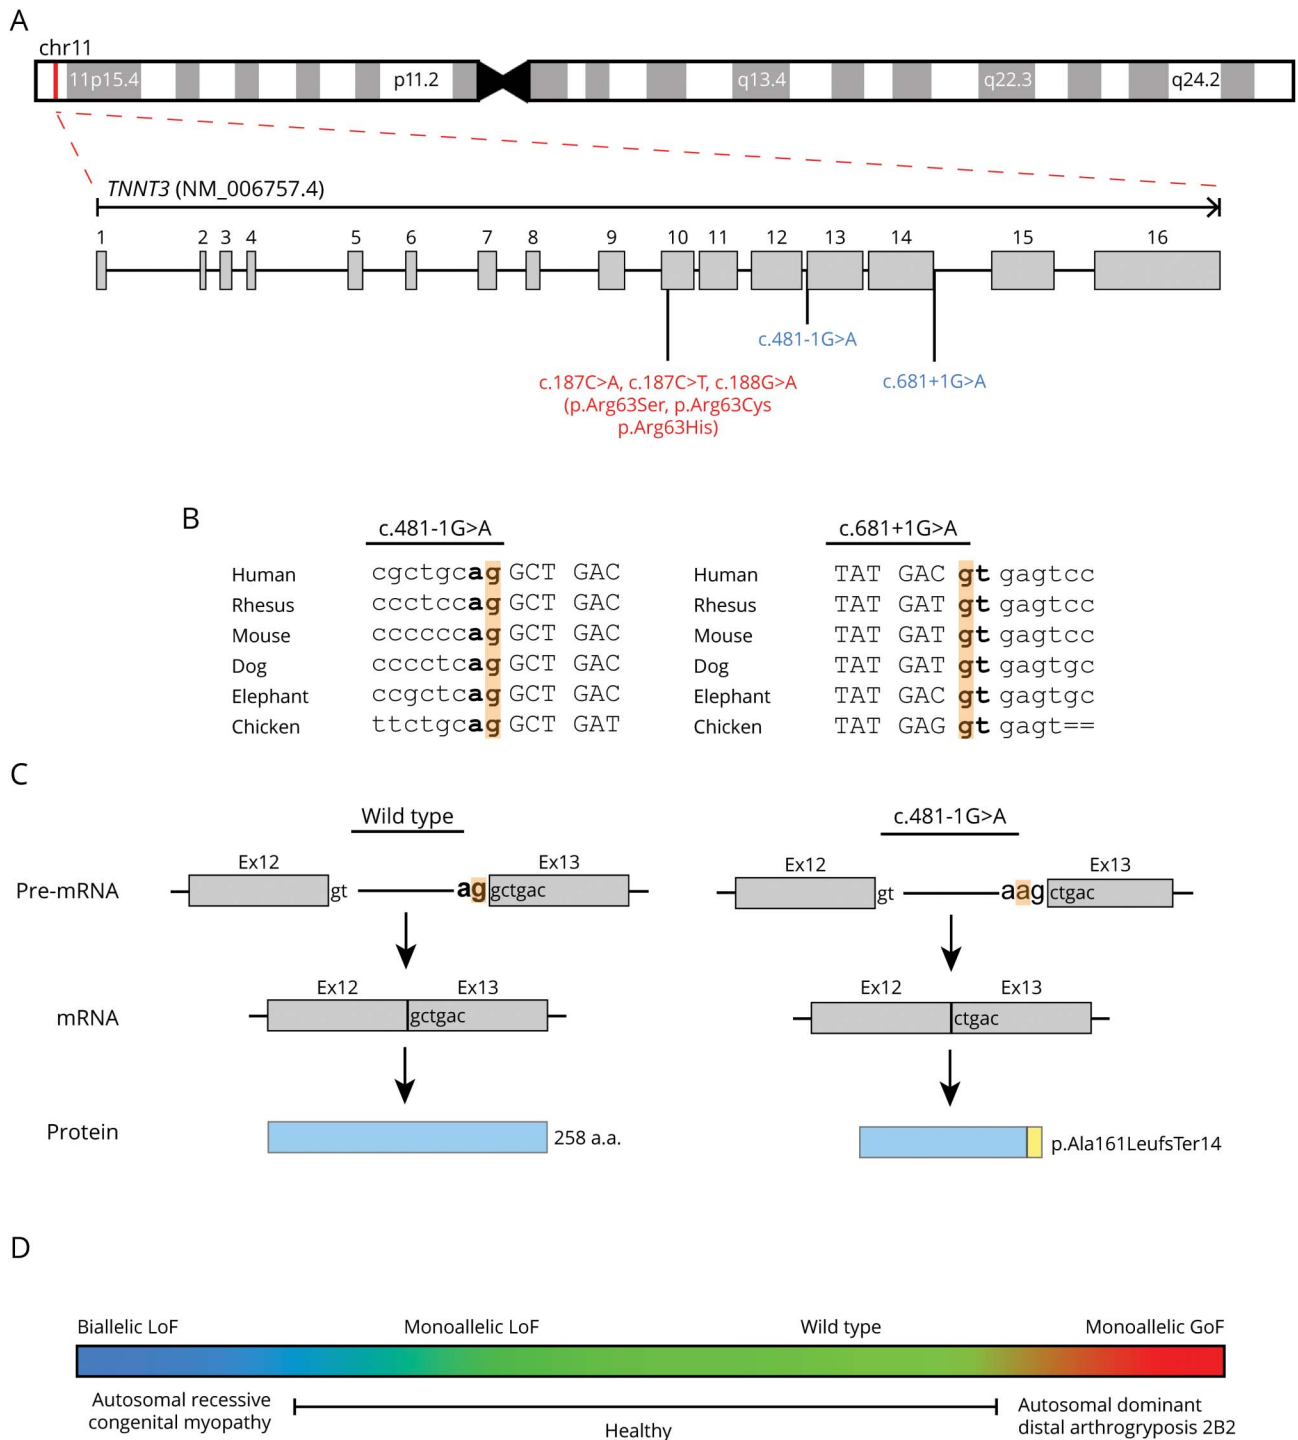 A
chr11
11p15.4 p11.2 q13.4 q22.3 q24.2
TNNT3 (NM_006757.4)
1 2 3 4 5 6 7 8 9 10 11 12 13 14 15 16
c.481-1G>A
c.187C>A, c.187C>T, c.188G>A
(p.Arg63Ser, p.Arg63Cys
p.Arg63His)
c.681+1G>A
B
c.481-1G>A
Human cgctgcag GCT GAC
Rhesus ccctccag GCT GAC
Mouse ccccccag GCT GAC
Dog cccctcag GCT GAC
Elephant ccgctcag GCT GAC
Chicken ttctgcag GCT GAT
c.681+1G>A
Human TAT GAC gt gagtcc
Rhesus TAT GAT gt gagtcc
Mouse TAT GAT gt gagtcc
Dog TAT GAT gt gagtgc
Elephant TAT GAC gt gagtgc
Chicken TAT GAG gt gagt==
C
Wild type
c.481-1G>A
Pre-mRNA
Ex12 Ex13
gt ag gctgac
Ex12 Ex13
gt aag ctgac
mRNA
Ex12 Ex13
gctgac
Ex12 Ex13
ctgac
Protein
258 a.a.
p.Ala161LeufsTer14
D
Biallelic LoF Monoallelic LoF Wild type Monoallelic GoF
Autosomal recessive
congenital myopathy
Healthy
Autosomal dominant
distal arthrogryposis 2B2